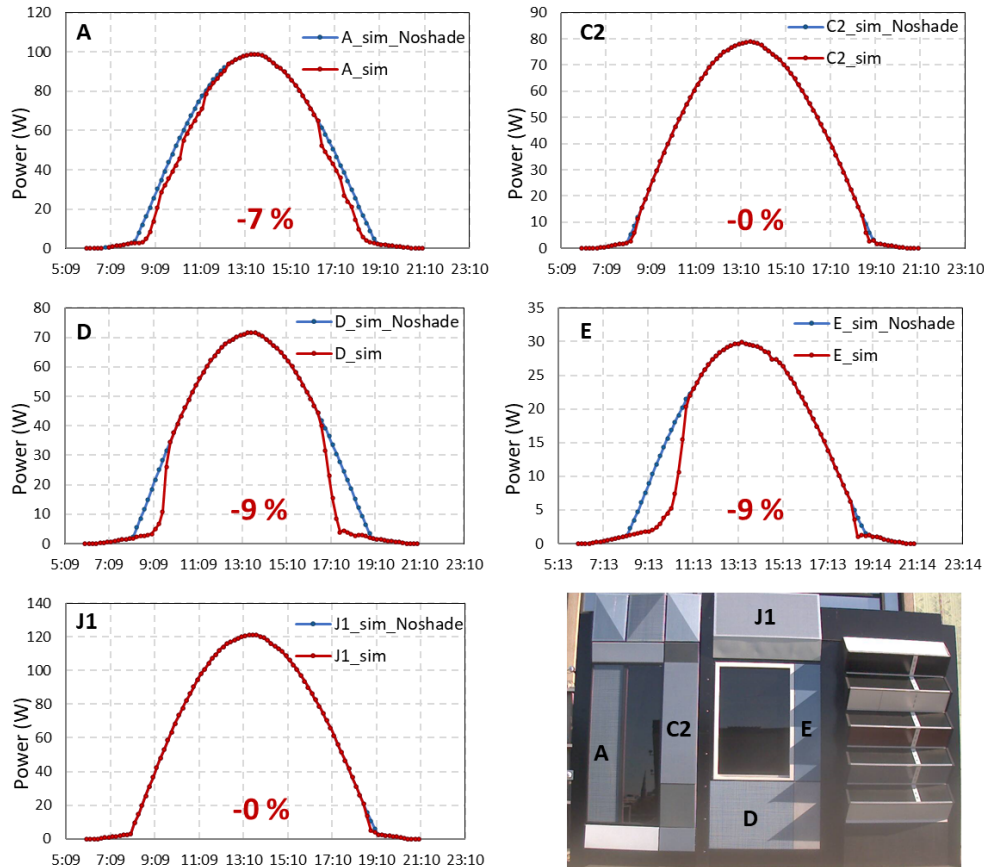 A
A_sim_Noshade
A_sim
Power (W)
120
100
80
60
40
20
0
-7 %
5:09 7:09 9:09 11:09 13:10 15:10 17:10 19:10 21:10 23:10
C2
C2_sim_Noshade
C2_sim
Power (W)
90
80
70
60
50
40
30
20
10
0
-0 %
5:09 7:09 9:09 11:09 13:10 15:10 17:10 19:10 21:10 23:10
D
D_sim_Noshade
D_sim
Power (W)
80
70
60
50
40
30
20
10
0
-9 %
5:09 7:09 9:09 11:09 13:10 15:10 17:10 19:10 21:10 23:10
E
E_sim_Noshade
E_sim
Power (W)
35
30
25
20
15
10
5
0
-9 %
5:13 7:13 9:13 11:13 13:13 15:13 17:13 19:14 21:14 23:14
J1
J1_sim_Noshade
J1_sim
Power (W)
140
120
100
80
60
40
20
0
-0 %
5:09 7:09 9:09 11:09 13:10 15:10 17:10 19:10 21:10 23:10
J1
A
C2
E
D